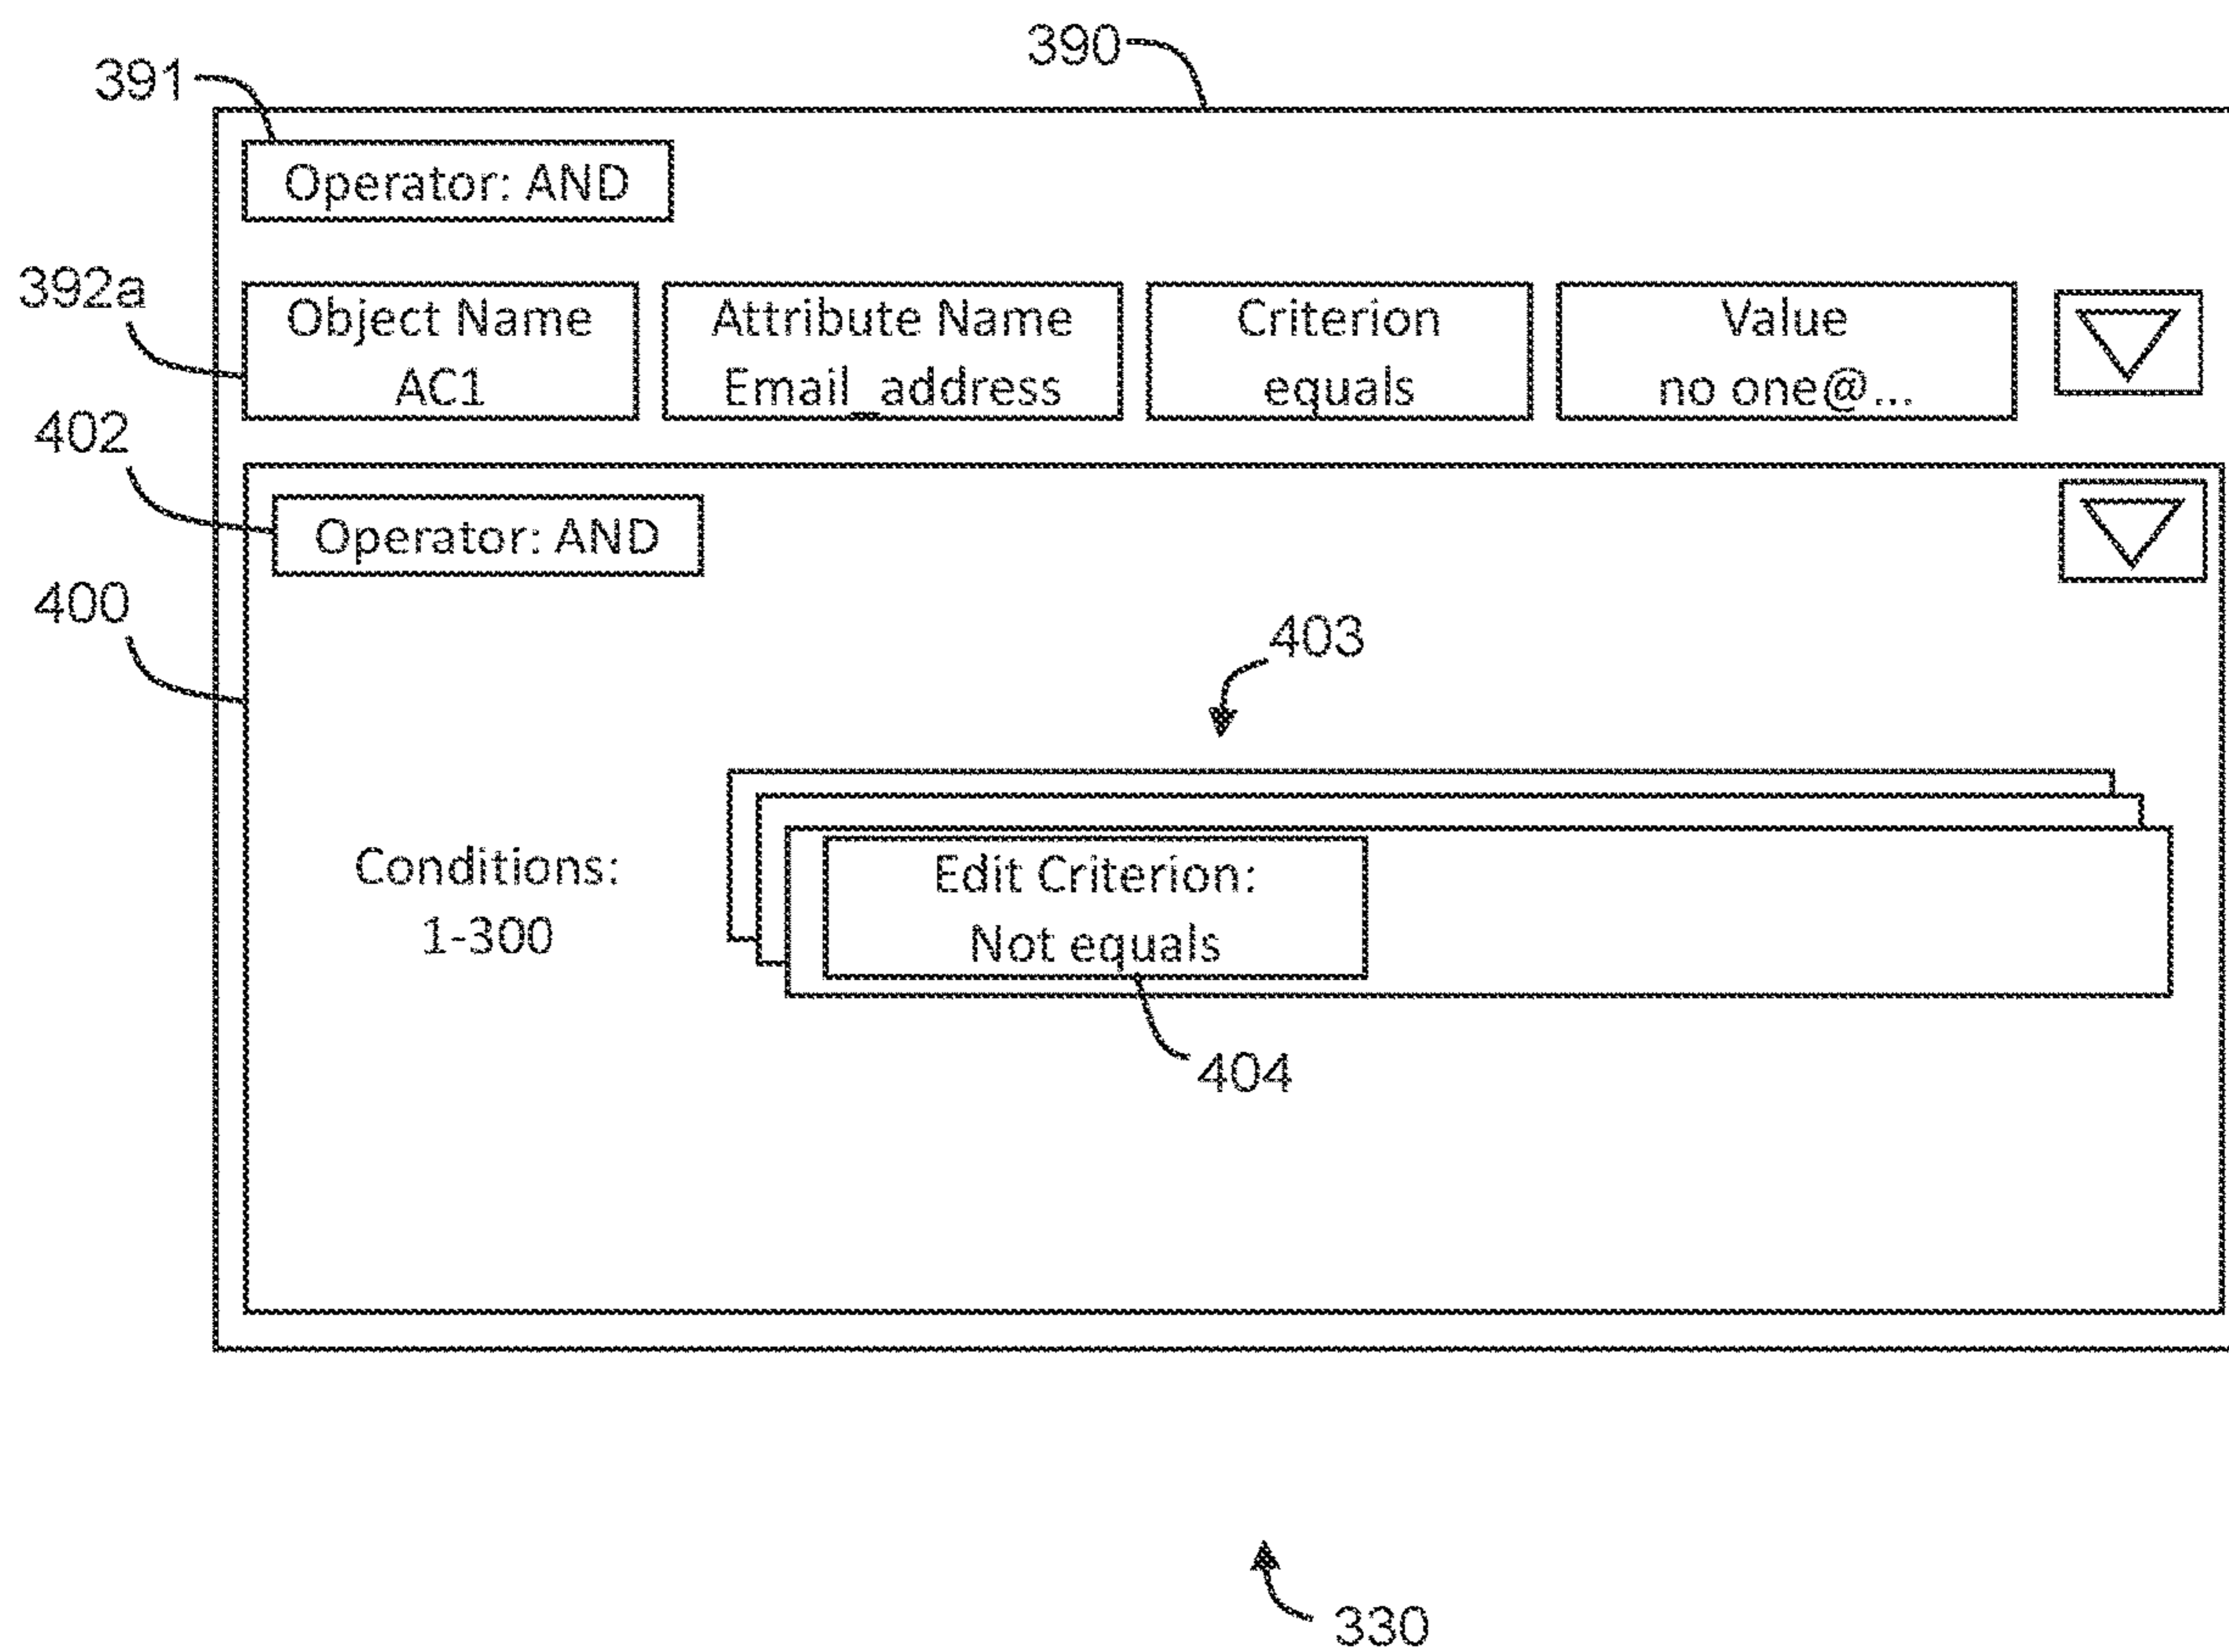 390
391
Operator: AND
392a
Object Name
AC1
Attribute Name
Email_address
Criterion
equals
Value
no one@...
402
Operator: AND
400
403
Conditions:
1-300
Edit Criterion:
Not equals
404
330